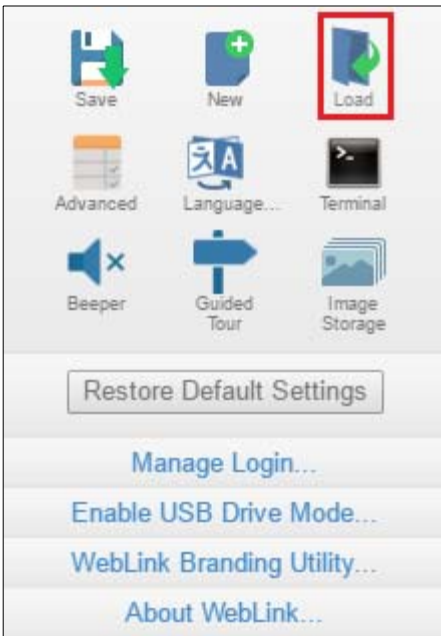 Save New Load
Advanced Language... Terminal
Beeper Guided Tour Image Storage
Restore Default Settings
Manage Login...
Enable USB Drive Mode...
WebLink Branding Utility...
About WebLink...